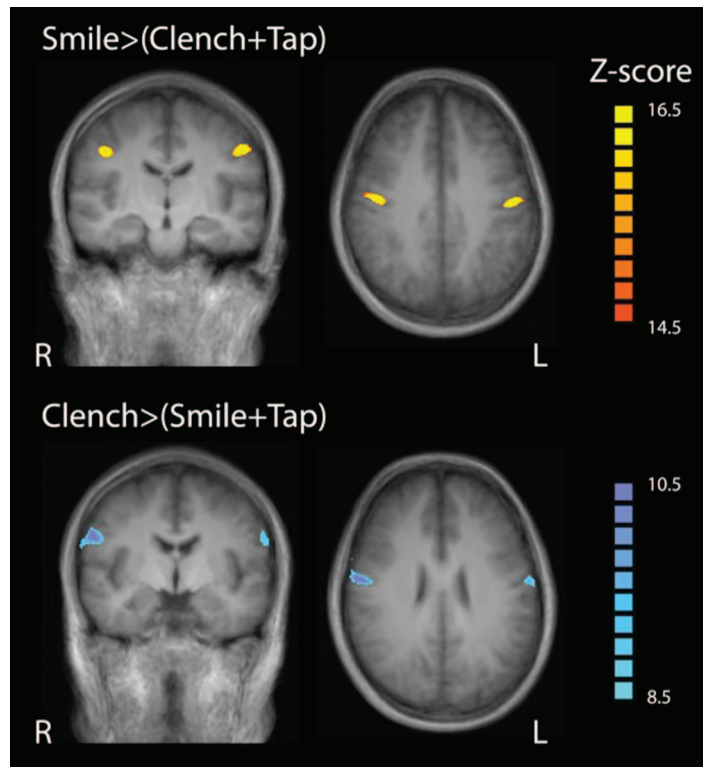 Smile>(Clench+Tap)
Z-score
16.5
14.5
R
L
Clench>(Smile+Tap)
10.5
8.5
R
L